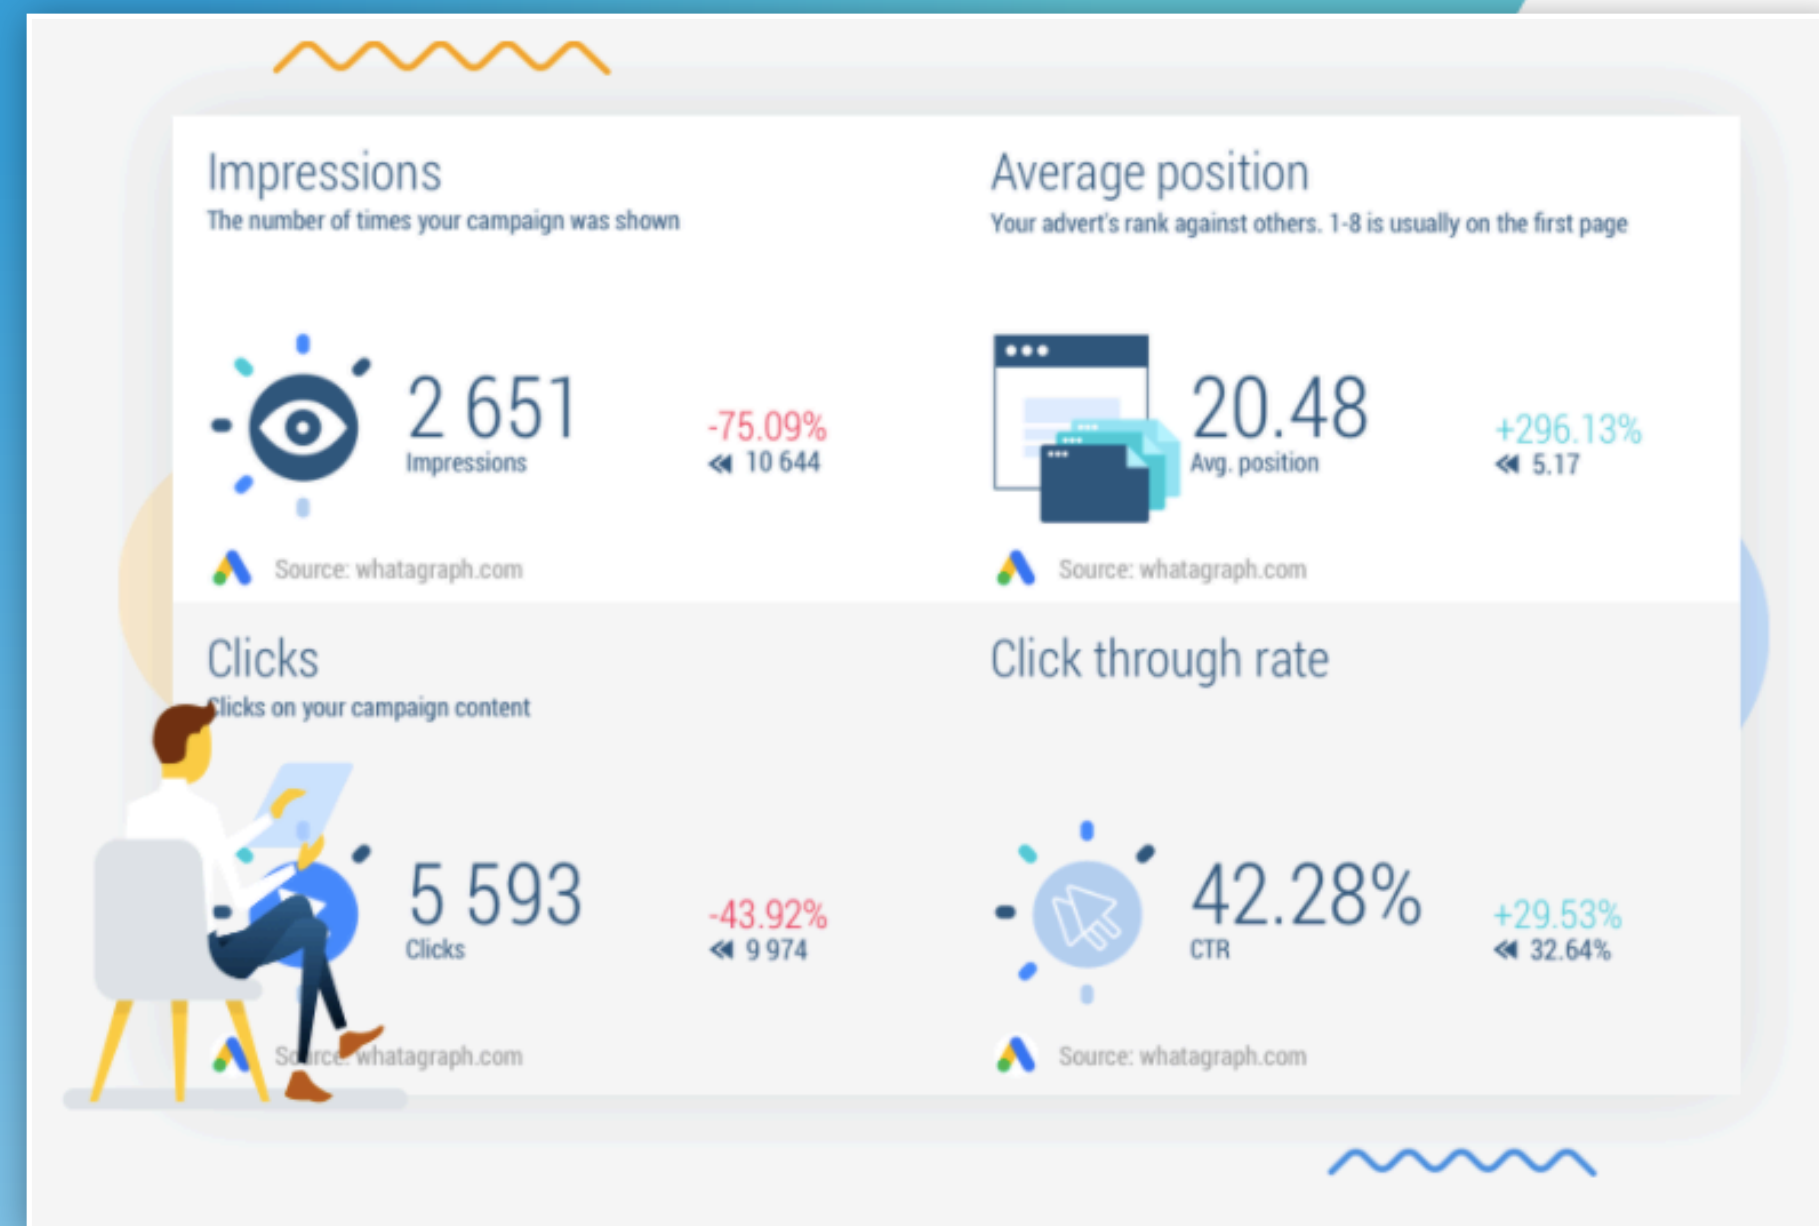 Impressions
The number of times your campaign was shown
2 651
Impressions
-75.09%
10 644
Source: whatagraph.com
Average position
Your advert's rank against others. 1-8 is usually on the first page
20.48
Avg. position
+296.13%
5.17
Source: whatagraph.com
Clicks
Clicks on your campaign content
5 593
Clicks
-43.92%
9 974
Source: whatagraph.com
Click through rate
42.28%
CTR
+29.53%
32.64%
Source: whatagraph.com